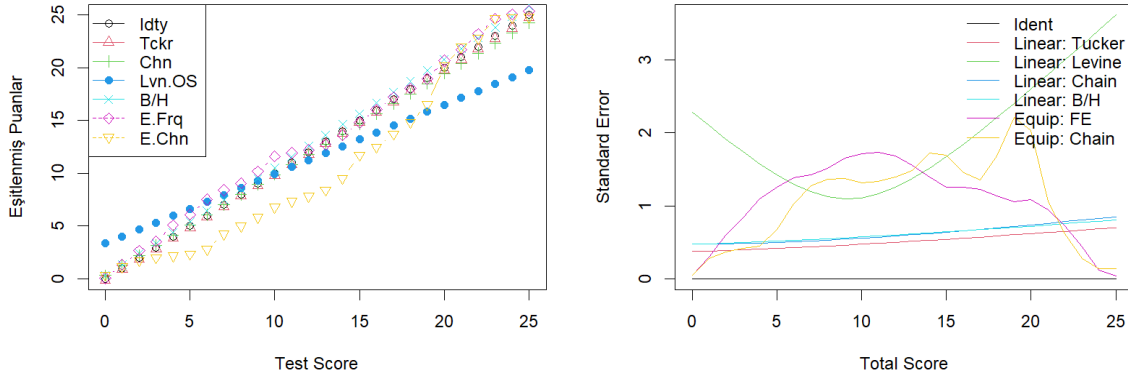 Idty
Tckr
Chn
Lvn.OS
B/H
E.Frq
E.Chn
Eşitlenmiş Puanlar
0
5
10
15
20
25
0
5
10
15
20
25
Test Score
Ident
Linear: Tucker
Linear: Levine
Linear: Chain
Linear: B/H
Equip: FE
Equip: Chain
Standard Error
0
1
2
3
0
5
10
15
20
25
Total Score